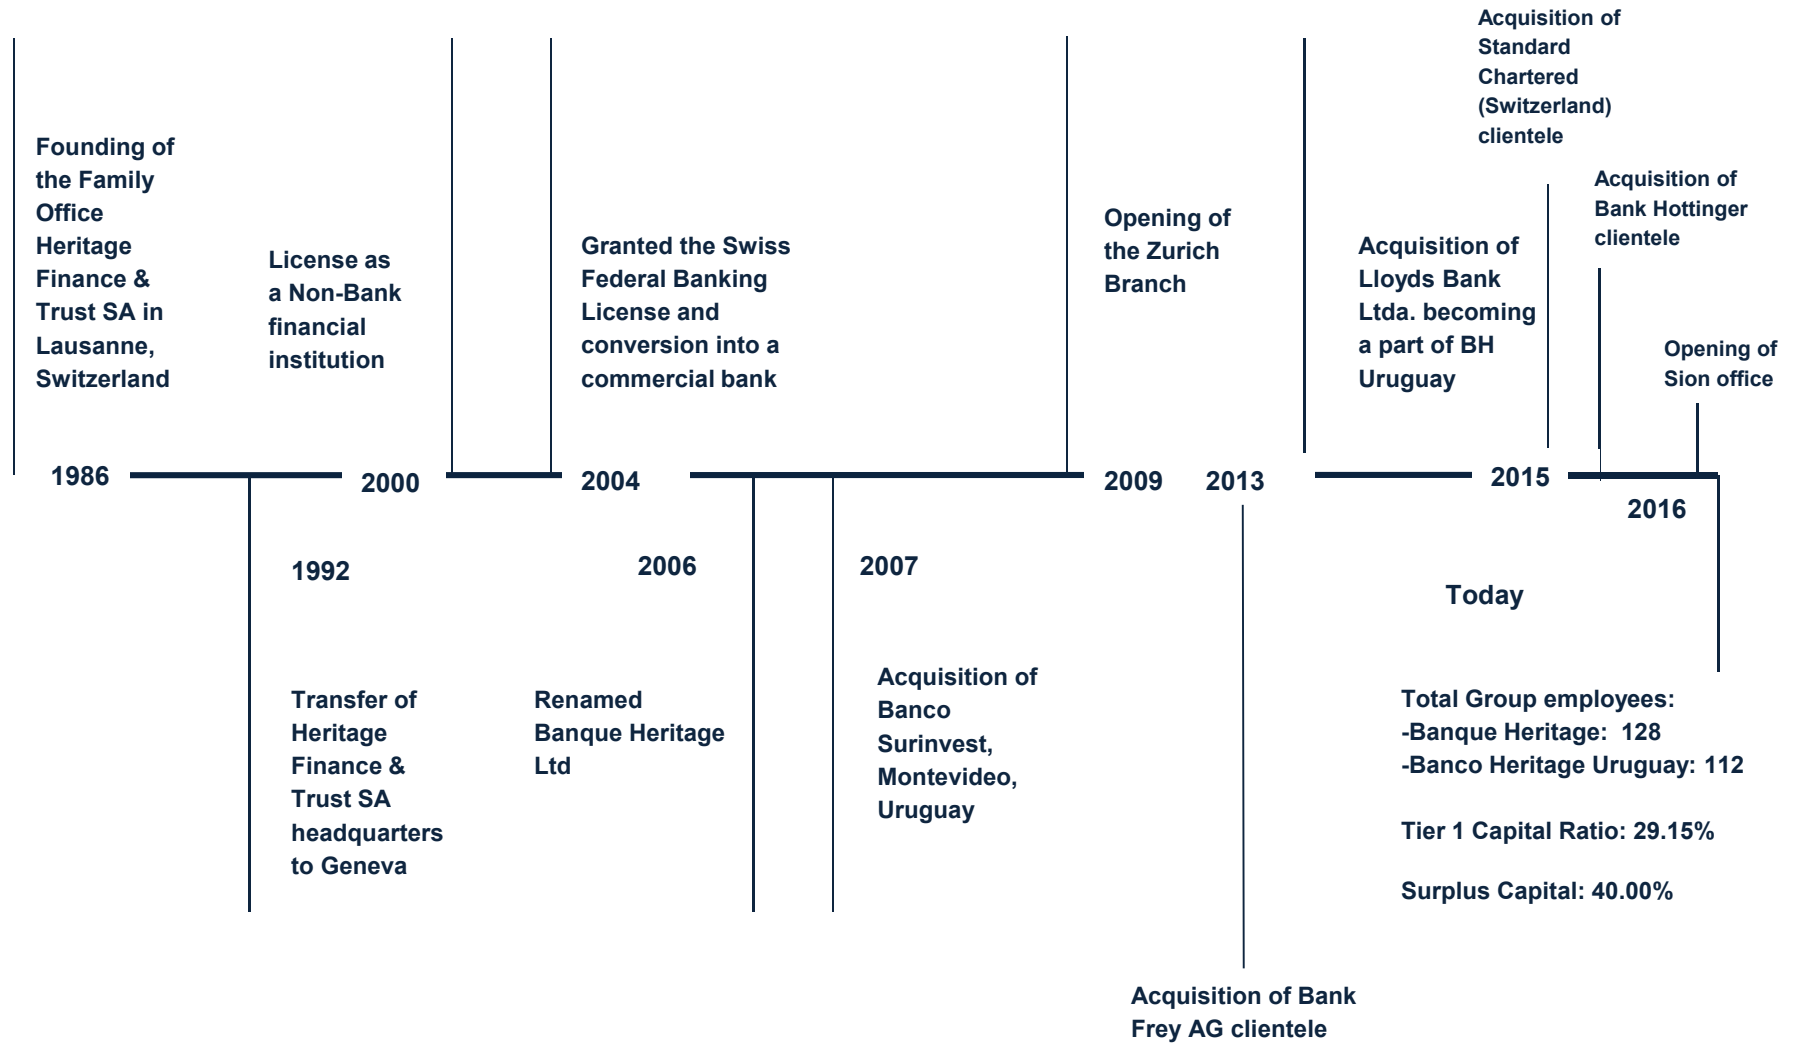 Acquisition of
Standard
Chartered
(Switzerland)
clientele
Founding of
the Family
Office
Heritage
Finance &
Trust SA in
Lausanne,
Switzerland
License as
a Non-Bank
financial
institution
Granted the Swiss
Federal Banking
License and
conversion into a
commercial bank
Opening of
the Zurich
Branch
Acquisition of
Lloyds Bank
Ltda. becoming
a part of BH
Uruguay
Acquisition of
Bank Hottinger
clientele
Opening of
Sion office
1986
2000
2004
2009
2013
2015
2016
1992
2006
2007
Today
Transfer of
Heritage
Finance &
Trust SA
headquarters
to Geneva
Renamed
Banque Heritage
Ltd
Acquisition of
Banco
Surinvest,
Montevideo,
Uruguay
Total Group employees:
-Banque Heritage: 128
-Banco Heritage Uruguay: 112
Tier 1 Capital Ratio: 29.15%
Surplus Capital: 40.00%
Acquisition of Bank
Frey AG clientele